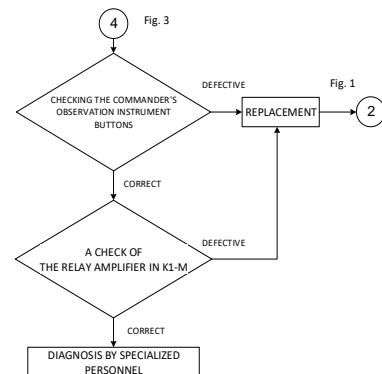 4
Fig. 3
CHECKING THE COMMANDER'S
OBSERVATION INSTRUMENT
BUTTONS
DEFECTIVE
REPLACEMENT
Fig. 1
2
CORRECT
A CHECK OF
THE RELAY AMPLIFIER IN K1-M
DEFECTIVE
CORRECT
DIAGNOSIS BY SPECIALIZED
PERSONNEL